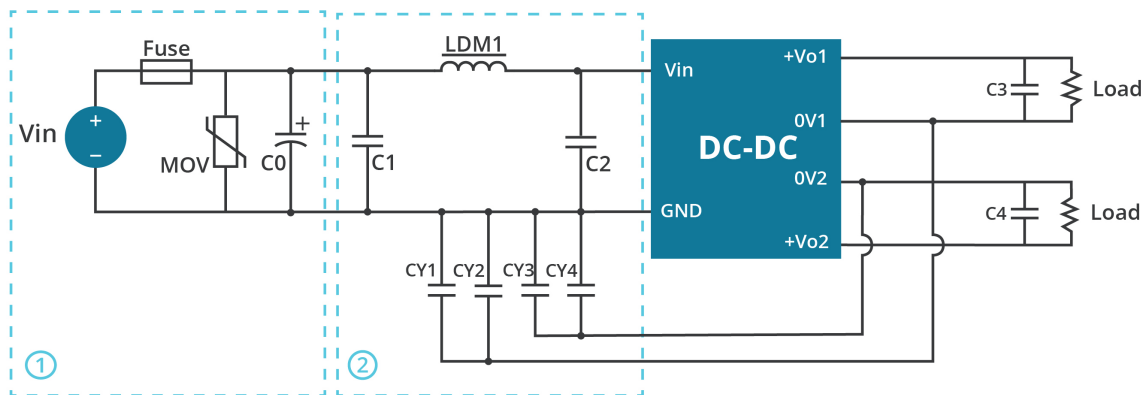 Fuse
LDM1
Vin
+
−
MOV
+
C0
C1
C2
Vin
GND
DC-DC
+Vo1
0V1
0V2
+Vo2
C3
Load
C4
Load
CY1
CY2
CY3
CY4
1
2